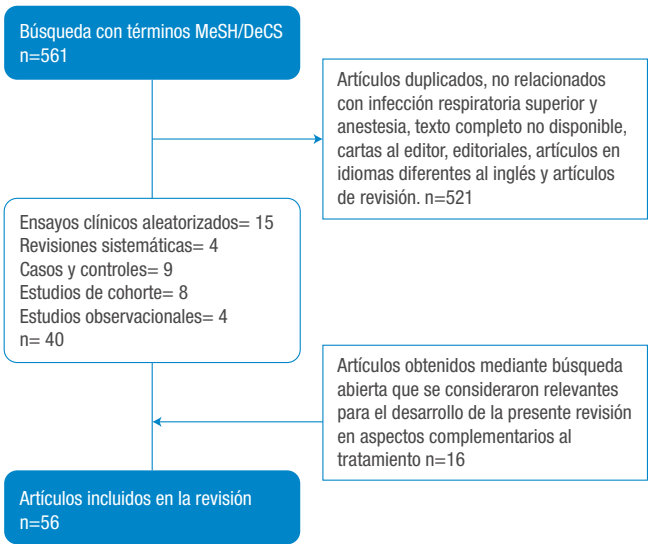 Búsqueda con términos MeSH/DeCS
n=561
Artículos duplicados, no relacionados
con infección respiratoria superior y
anestesia, texto completo no disponible,
cartas al editor, editoriales, artículos en
idiomas diferentes al inglés y artículos
de revisión. n=521
Ensayos clínicos aleatorizados= 15
Revisiones sistemáticas= 4
Casos y controles= 9
Estudios de cohorte= 8
Estudios observacionales= 4
n= 40
Artículos obtenidos mediante búsqueda
abierta que se consideraron relevantes
para el desarrollo de la presente revisión
en aspectos complementarios al
tratamiento n=16
Artículos incluidos en la revisión
n=56